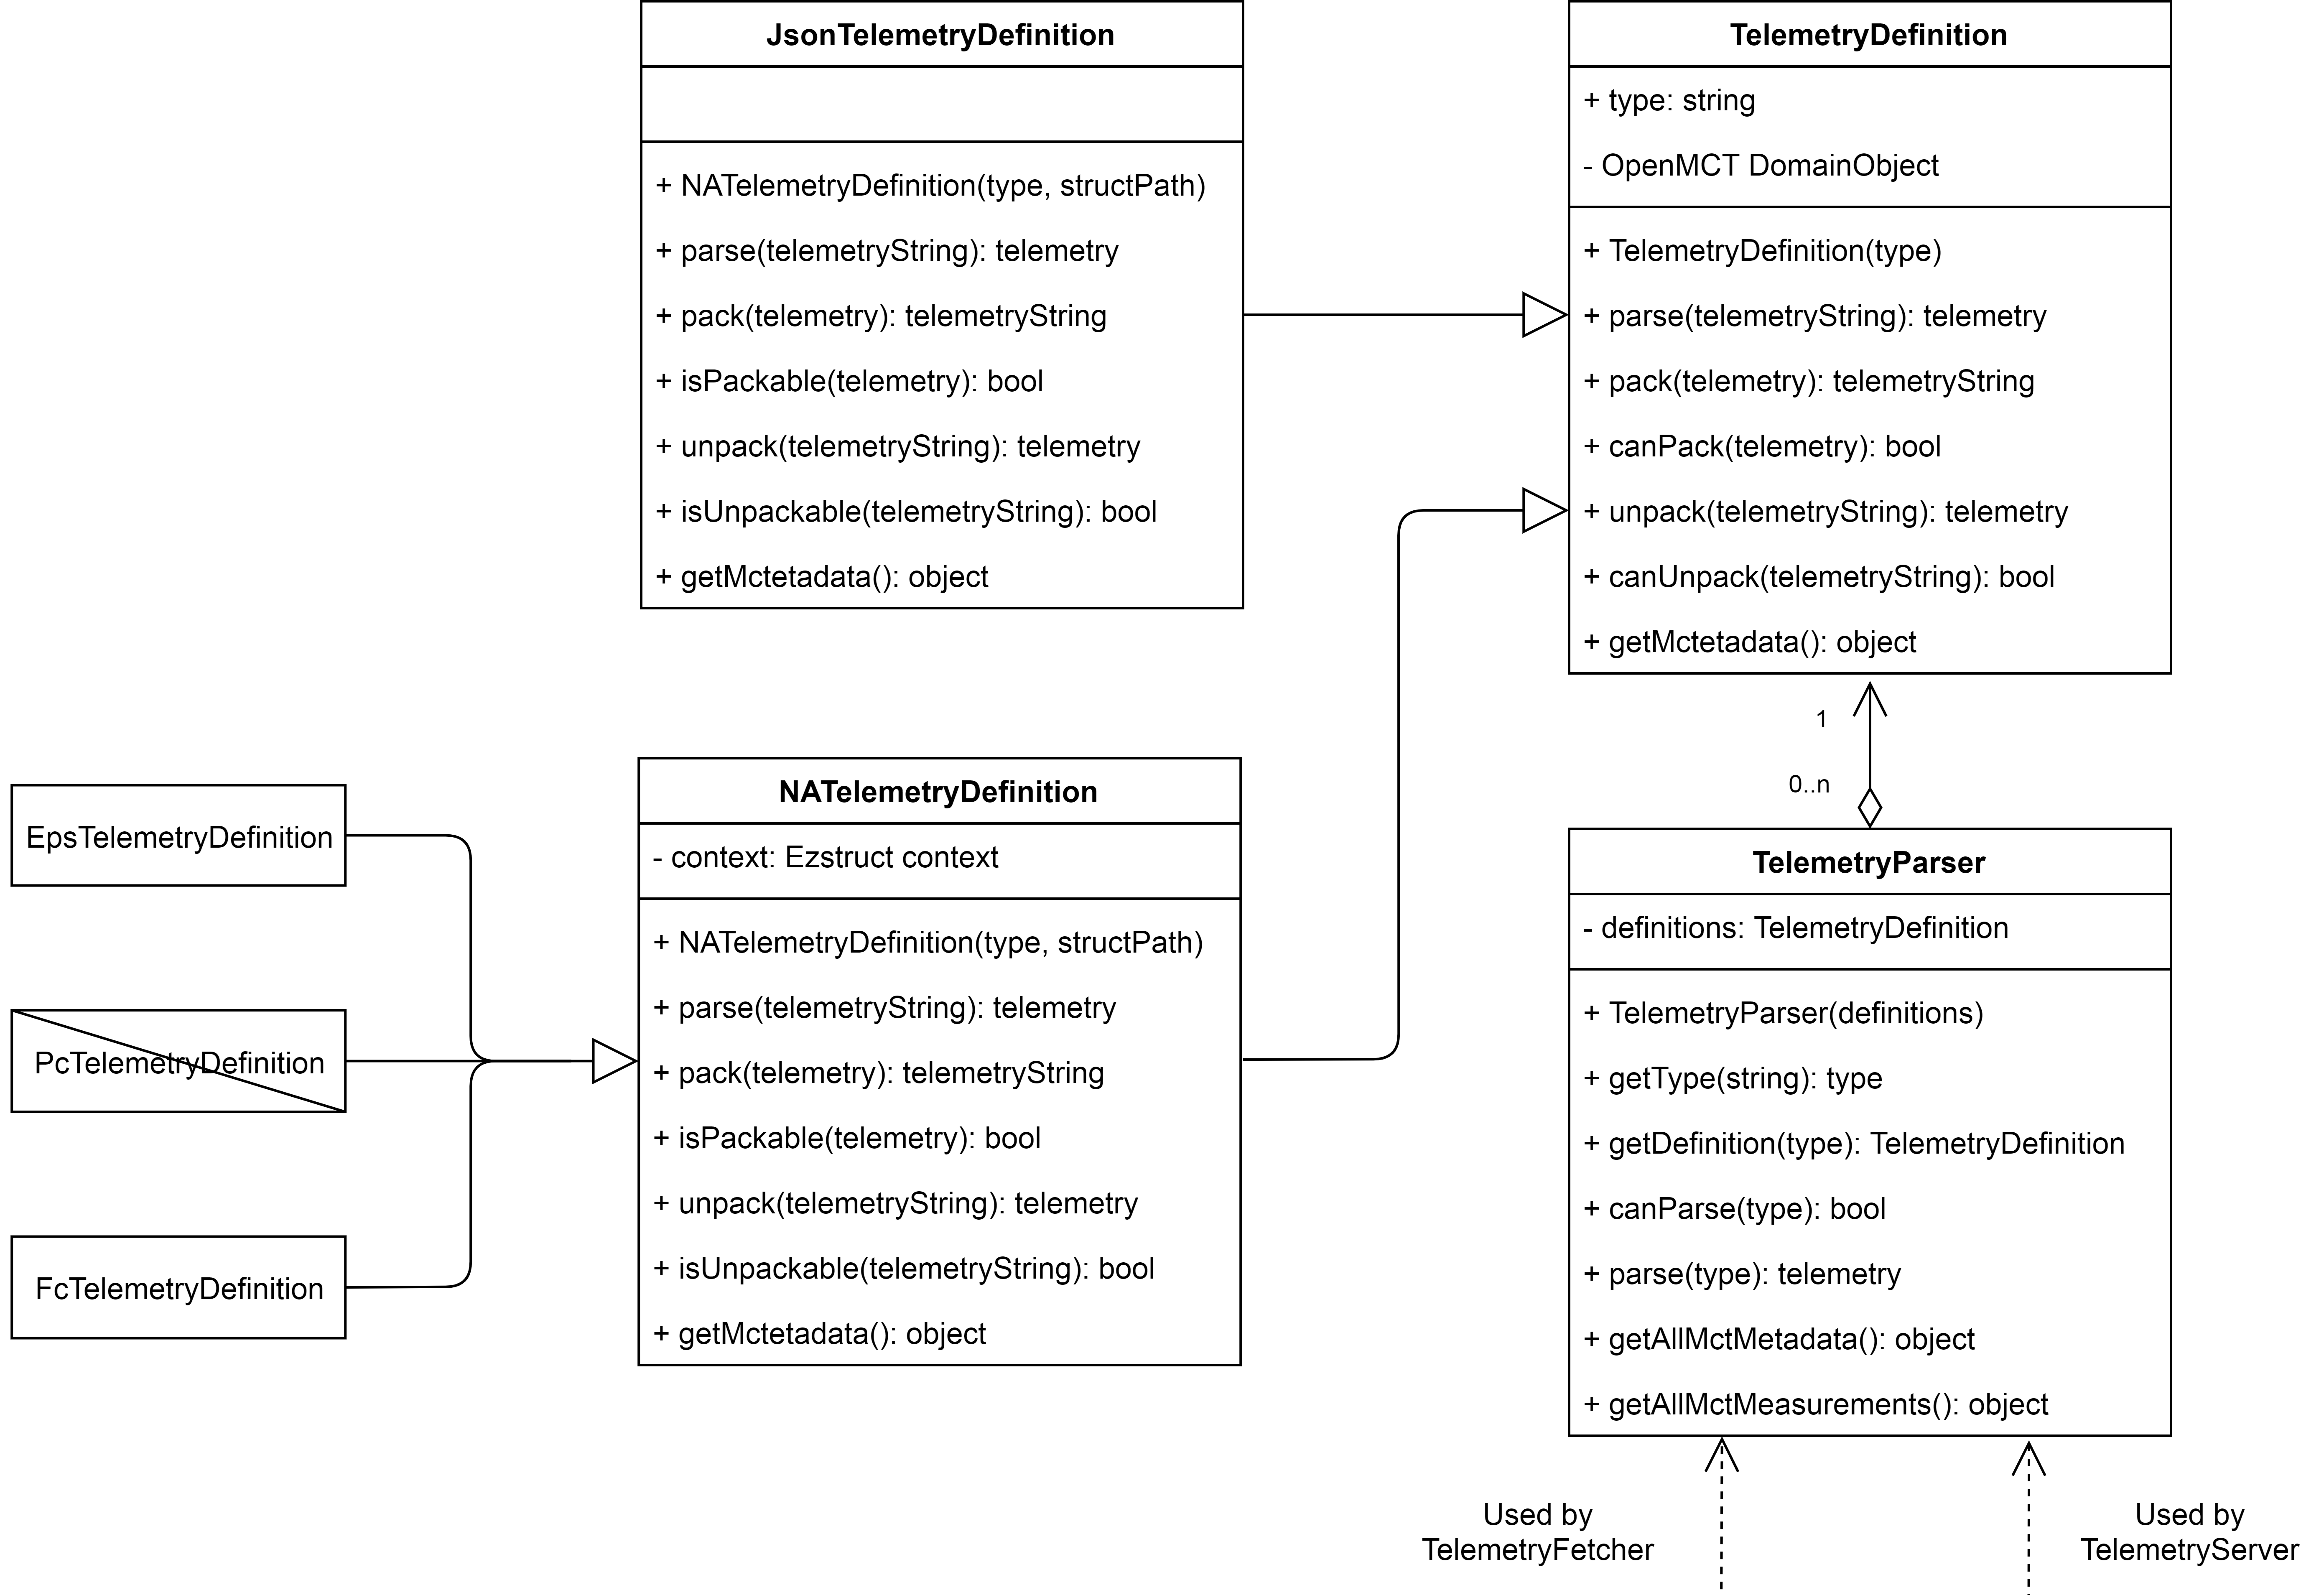 JsonTelemetryDefinition
+ NATelemetryDefinition(type, structPath)
+ parse(telemetryString): telemetry
+ pack(telemetry): telemetryString
+ isPackable(telemetry): bool
+ unpack(telemetryString): telemetry
+ isUnpackable(telemetryString): bool
+ getMctetadata(): object
TelemetryDefinition
+ type: string
- OpenMCT DomainObject
+ TelemetryDefinition(type)
+ parse(telemetryString): telemetry
+ pack(telemetry): telemetryString
+ canPack(telemetry): bool
+ unpack(telemetryString): telemetry
+ canUnpack(telemetryString): bool
+ getMctetadata(): object
1
0..n
EpsTelemetryDefinition
PcTelemetryDefinition
FcTelemetryDefinition
NATelemetryDefinition
- context: Ezstruct context
+ NATelemetryDefinition(type, structPath)
+ parse(telemetryString): telemetry
+ pack(telemetry): telemetryString
+ isPackable(telemetry): bool
+ unpack(telemetryString): telemetry
+ isUnpackable(telemetryString): bool
+ getMctetadata(): object
TelemetryParser
- definitions: TelemetryDefinition
+ TelemetryParser(definitions)
+ getType(string): type
+ getDefinition(type): TelemetryDefinition
+ canParse(type): bool
+ parse(type): telemetry
+ getAllMctMetadata(): object
+ getAllMctMeasurements(): object
Used by
TelemetryFetcher
Used by
TelemetryServer